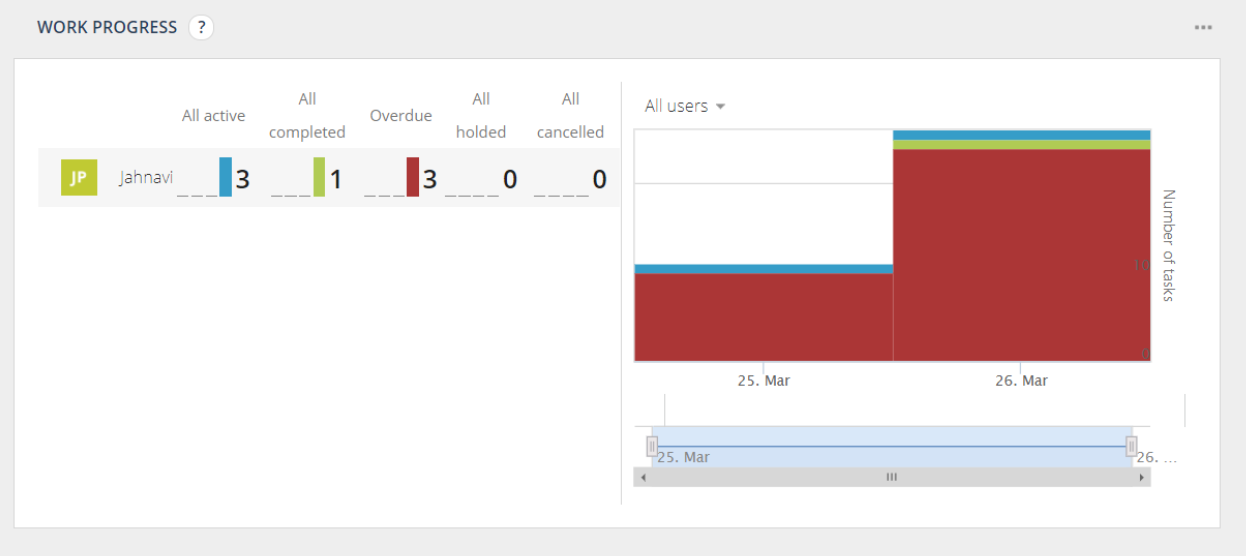 WORK PROGRESS ?
All active
All
completed
Overdue
All
holded
All
cancelled
JP Jahnavi 3 1 3 0 0
All users
10
0
Number of tasks
25. Mar 26. Mar
25. Mar 26. ...